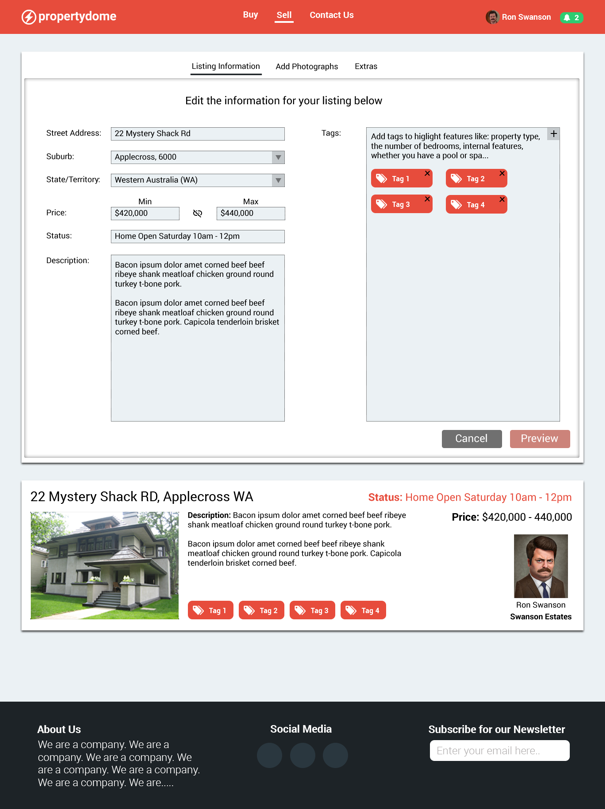 propertydome
Buy
Sell
Contact Us
Ron Swanson
2
Listing Information
Add Photographs
Extras
Edit the information for your listing below
Street Address:
22 Mystery Shack Rd
Suburb:
Applecross, 6000
State/Territory:
Western Australia (WA)
Min
Max
Price:
$420,000
$440,000
Status:
Home Open Saturday 10am - 12pm
Description:
Bacon ipsum dolor amet corned beef beef
ribeye shank meatloaf chicken ground round
turkey t-bone pork.
Bacon ipsum dolor amet corned beef beef
ribeye shank meatloaf chicken ground round
turkey t-bone pork. Capicola tenderloin brisket
corned beef.
Tags:
Add tags to higlight features like: property type,
the number of bedrooms, internal features,
whether you have a pool or spa...
+
Tag 1
Tag 2
Tag 3
Tag 4
Cancel
Preview
22 Mystery Shack RD, Applecross WA
Status: Home Open Saturday 10am - 12pm
Description: Bacon ipsum dolor amet corned beef beef ribeye
shank meatloaf chicken ground round turkey t-bone pork.
Bacon ipsum dolor amet corned beef beef ribeye shank
meatloaf chicken ground round turkey t-bone pork. Capicola
tenderloin brisket corned beef.
Tag 1
Tag 2
Tag 3
Tag 4
Price: $420,000 - 440,000
Ron Swanson
Swanson Estates
About Us
We are a company. We are a
company. We are a company. We
are a company. We are a company.
We are a company. We are.....
Social Media
Subscribe for our Newsletter
Enter your email here..